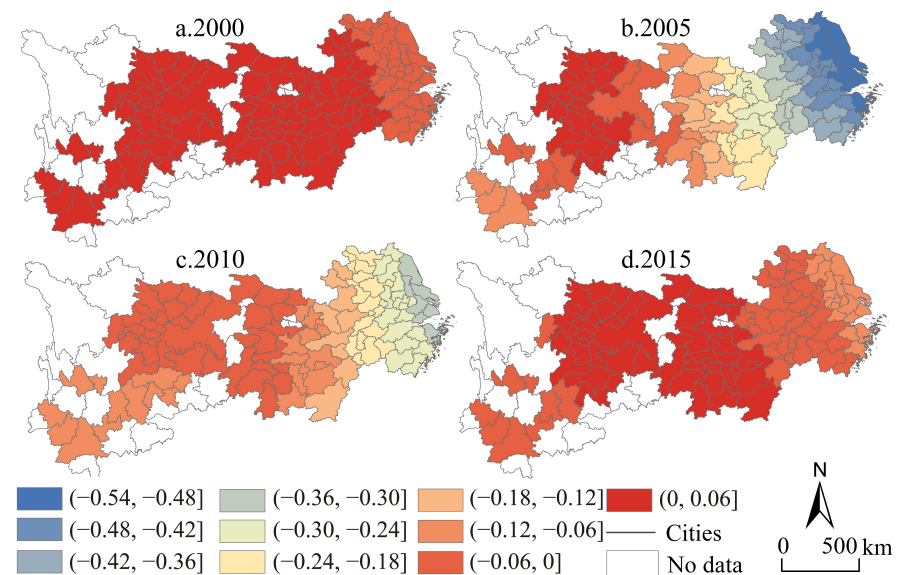 a.2000
b.2005
c.2010
d.2015
(−0.54, −0.48]
(−0.36, −0.30]
(−0.18, −0.12]
(0, 0.06]
(−0.48, −0.42]
(−0.30, −0.24]
(−0.12, −0.06]
Cities
(−0.42, −0.36]
(−0.24, −0.18]
(−0.06, 0]
No data
N
0 500 km